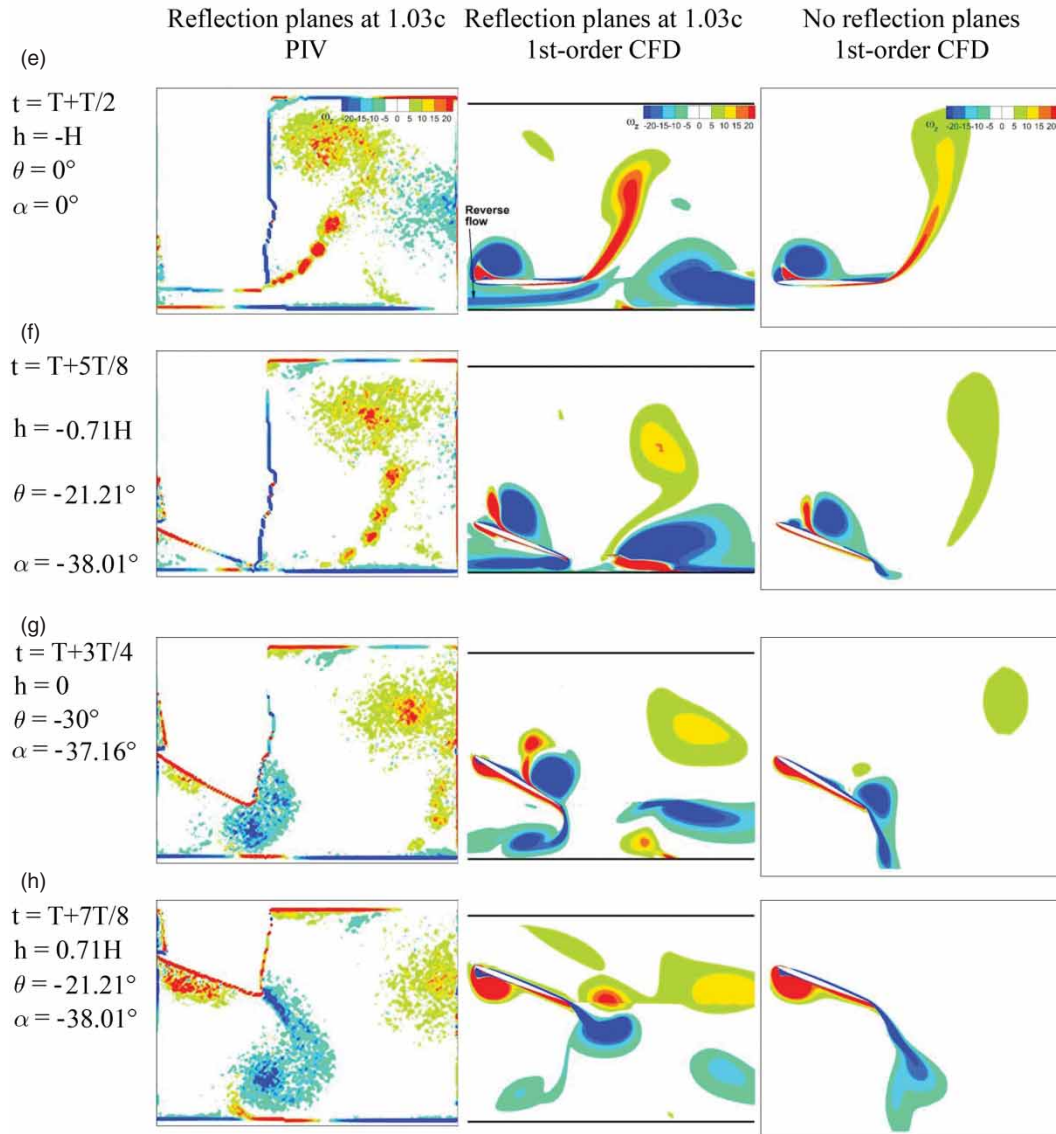 Reflection planes at 1.03c
PIV
Reflection planes at 1.03c
1st-order CFD
No reflection planes
1st-order CFD
(e)
t = T+T/2
h = -H
θ = 0°
α = 0°
ωz -20 -15 -10 -5 0 5 10 15 20
ωz -20 -15 -10 -5 0 5 10 15 20
ωz -20 -15 -10 -5 0 5 10 15 20
Reverse
flow
(f)
t = T+5T/8
h = -0.71H
θ = -21.21°
α = -38.01°
(g)
t = T+3T/4
h = 0
θ = -30°
α = -37.16°
(h)
t = T+7T/8
h = 0.71H
θ = -21.21°
α = -38.01°